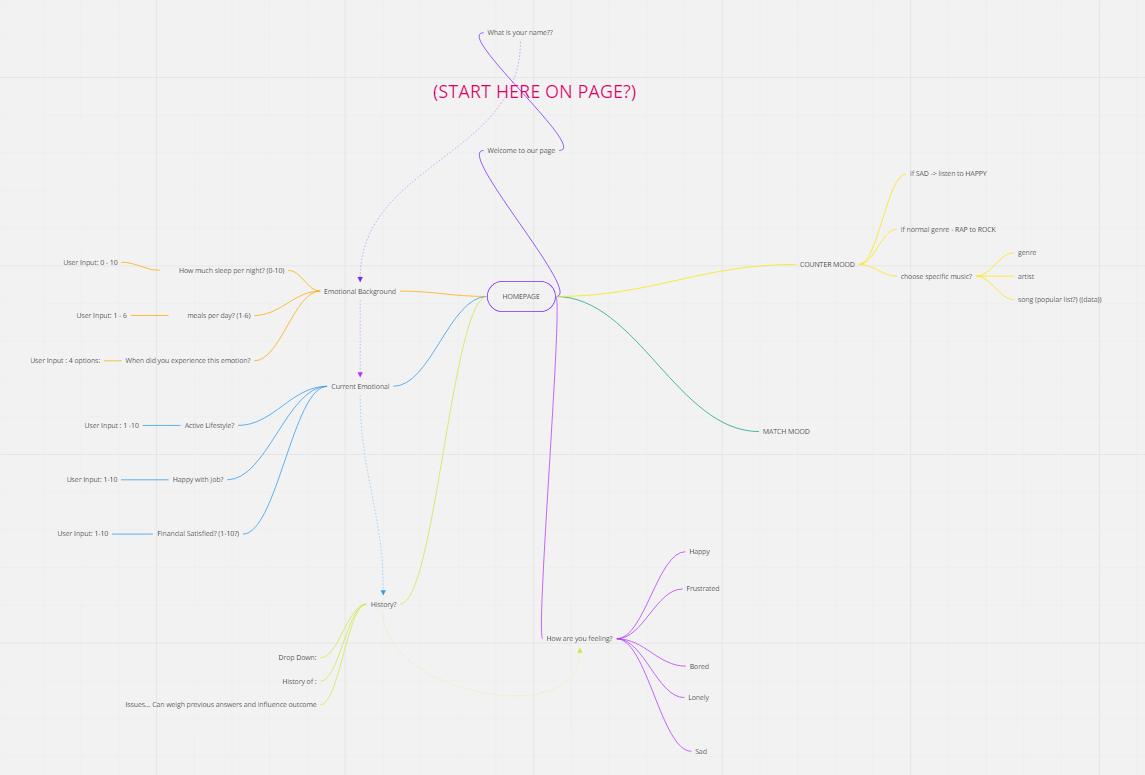 What is your name??
(START HERE ON PAGE?)
Welcome to our page
HOMEPAGE
Emotional Background
How much sleep per night? (0-10)
User Input: 0 - 10
meals per day? (1-6)
User Input: 1 - 6
When did you experience this emotion?
User Input : 4 options:
Current Emotional
Active Lifestyle?
User Input : 1 -10
Happy with Job?
User Input: 1-10
Financial Satisfied? (1-10?)
User Input: 1-10
History?
Drop Down:
History of :
Issues... Can weigh previous answers and influence outcome
COUNTER MOOD
if SAD -> listen to HAPPY
if normal genre - RAP to ROCK
choose specific music?
genre
artist
song (popular list?) ((data))
MATCH MOOD
How are you feeling?
Happy
Frustrated
Bored
Lonely
Sad